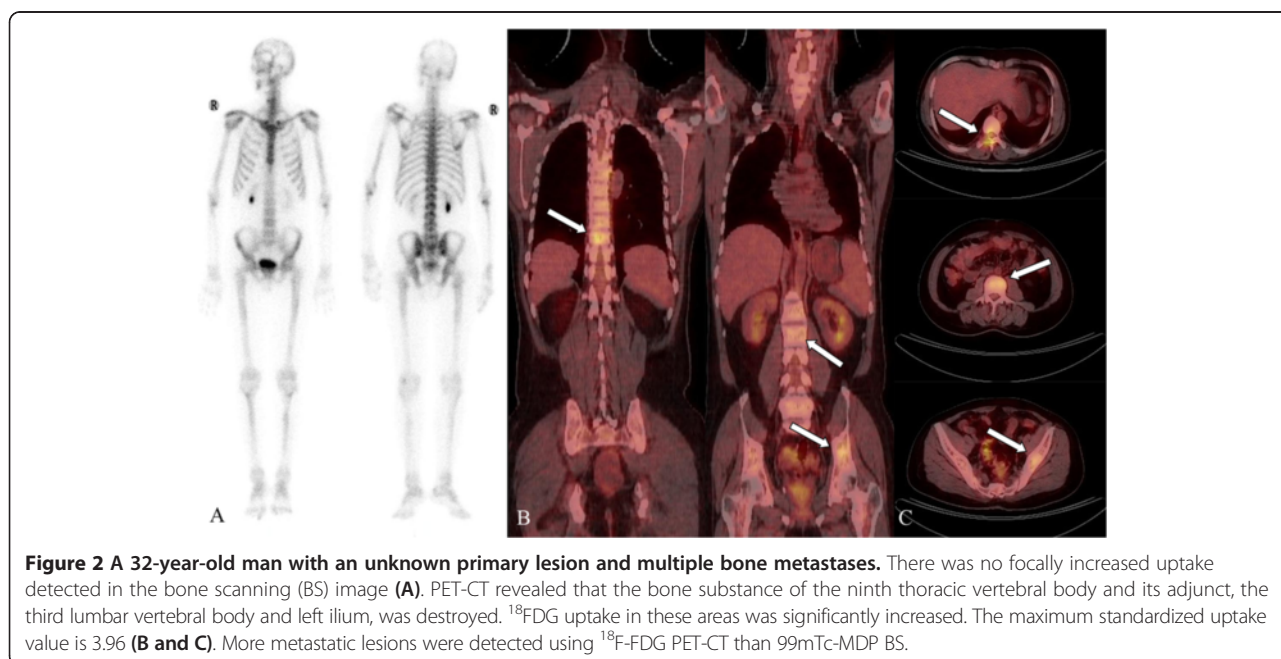 R
R
A
B
C
Figure 2 A 32-year-old man with an unknown primary lesion and multiple bone metastases. There was no focally increased uptake
detected in the bone scanning (BS) image (A). PET-CT revealed that the bone substance of the ninth thoracic vertebral body and its adjunct, the
third lumbar vertebral body and left ilium, was destroyed. ¹⁸FDG uptake in these areas was significantly increased. The maximum standardized uptake
value is 3.96 (B and C). More metastatic lesions were detected using ¹⁸F-FDG PET-CT than 99mTc-MDP BS.